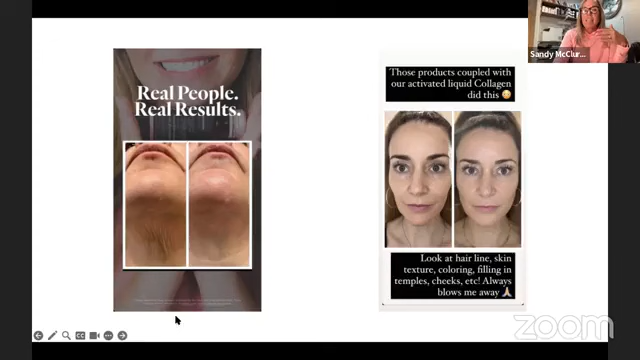 Sandy McClur...
Real People.
Real Results.
Those products coupled with
our activated liquid Collagen
did this
Look at hair line, skin
texture, coloring, filling in
temples, cheeks, etc! Always
blows me away
zoom